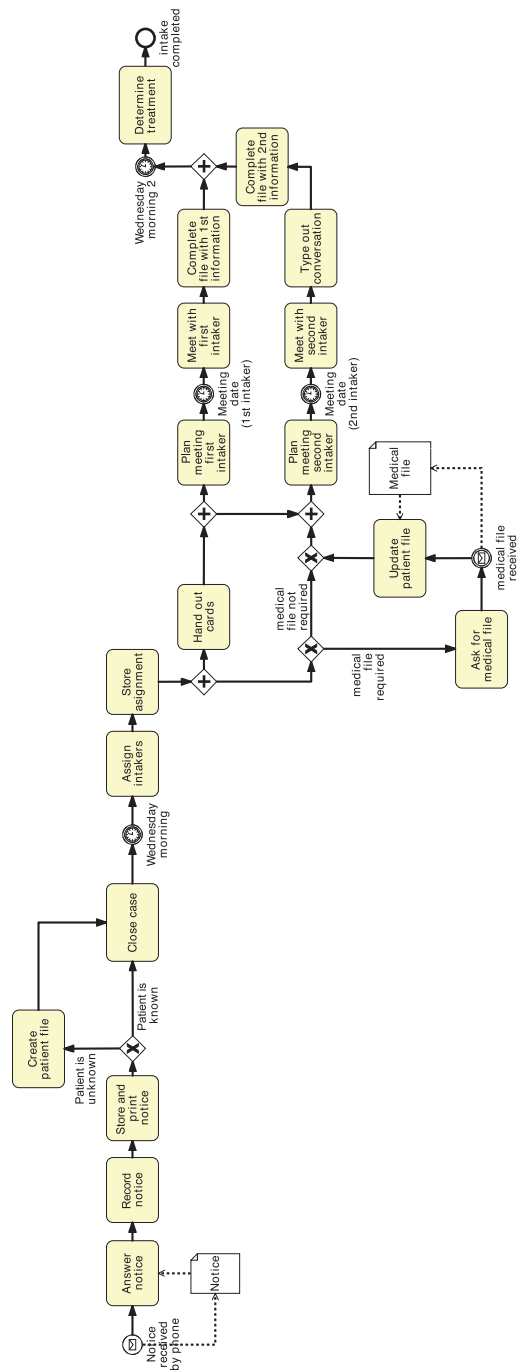 Notice
received
by phone
Notice
Answer
notice
Record
notice
Store and
print
notice
Patient is
unknown
Patient is
known
Create
patient file
Close case
Wednesday
morning
Assign
intakers
Store
asignment
Hand out
cards
medical
file not
required
medical
file
required
Ask for
medical file
medical file
received
Medical
file
Update
patient file
Plan
meeting
first
intaker
Meeting
date
(1st intaker)
Meet with
first
intaker
Complete
file with 1st
information
Plan
meeting
second
intaker
Meeting
date
(2nd intaker)
Meet with
second
intaker
Type out
conversation
Complete
file with 2nd
information
Wednesday
morning 2
Determine
treatment
intake
completed